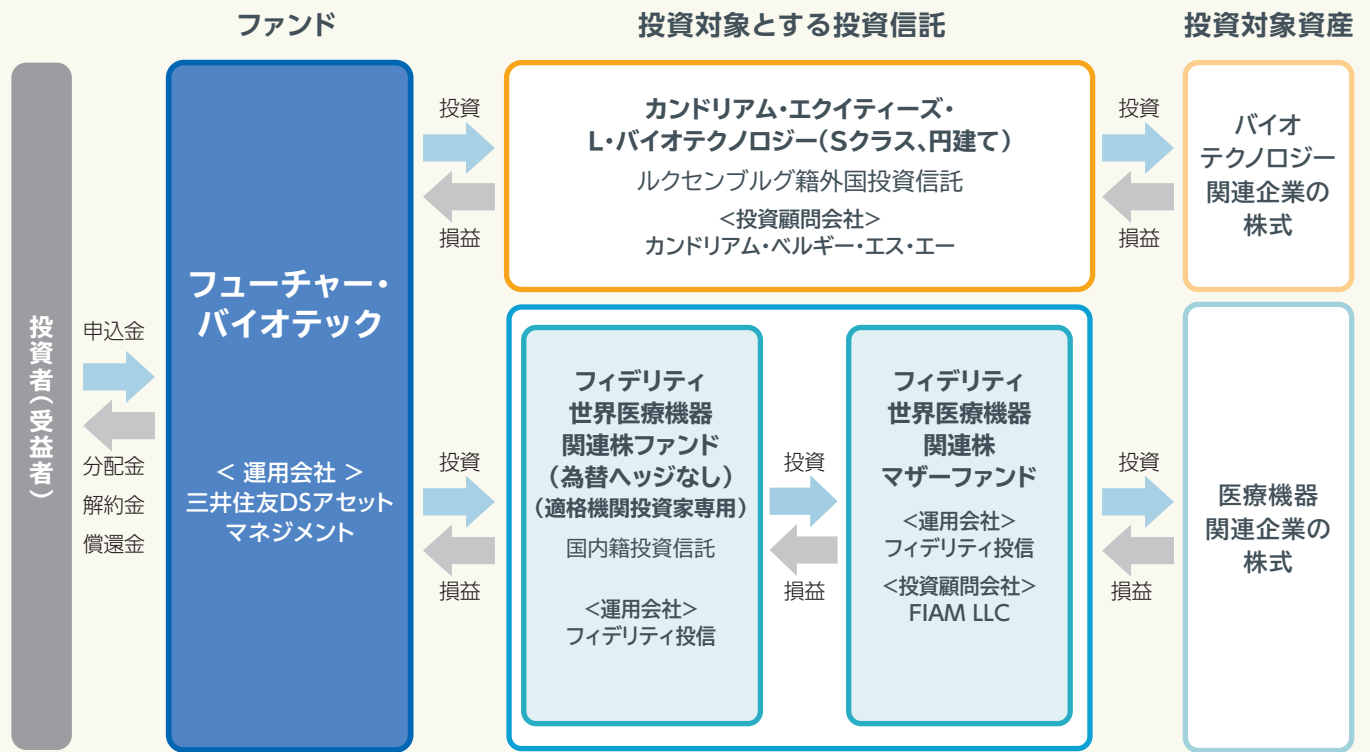 ファンド
投資対象とする投資信託
投資対象資産
投資者(受益者)
申込金
分配金
解約金
償還金
フューチャー・
バイオテック
< 運用会社 >
三井住友DSアセット
マネジメント
投資
損益
カンドリアム・エクイティーズ・
L・バイオテクノロジー(Sクラス、円建て)
ルクセンブルグ籍外国投資信託
<投資顧問会社>
カンドリアム・ベルギー・エス・エー
投資
損益
バイオ
テクノロジー
関連企業の
株式
投資
損益
フィデリティ
世界医療機器
関連株ファンド
(為替ヘッジなし)
(適格機関投資家専用)
国内籍投資信託
<運用会社>
フィデリティ投信
投資
損益
フィデリティ
世界医療機器
関連株
マザーファンド
<運用会社>
フィデリティ投信
<投資顧問会社>
FIAM LLC
投資
損益
医療機器
関連企業の
株式